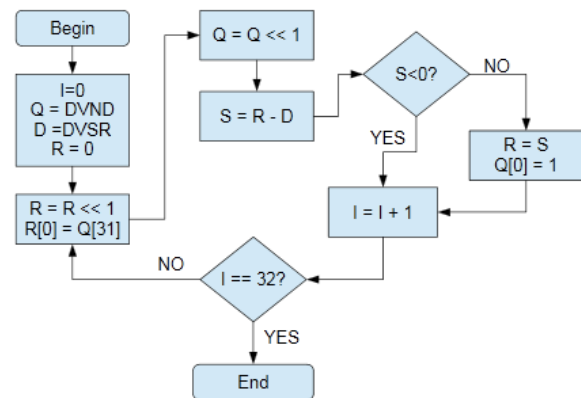 Begin
I=0
Q = DVND
D =DVSR
R = 0
R = R << 1
R[0] = Q[31]
Q = Q << 1
S = R - D
S<0?
NO
YES
R = S
Q[0] = 1
I = I + 1
I == 32?
NO
YES
End